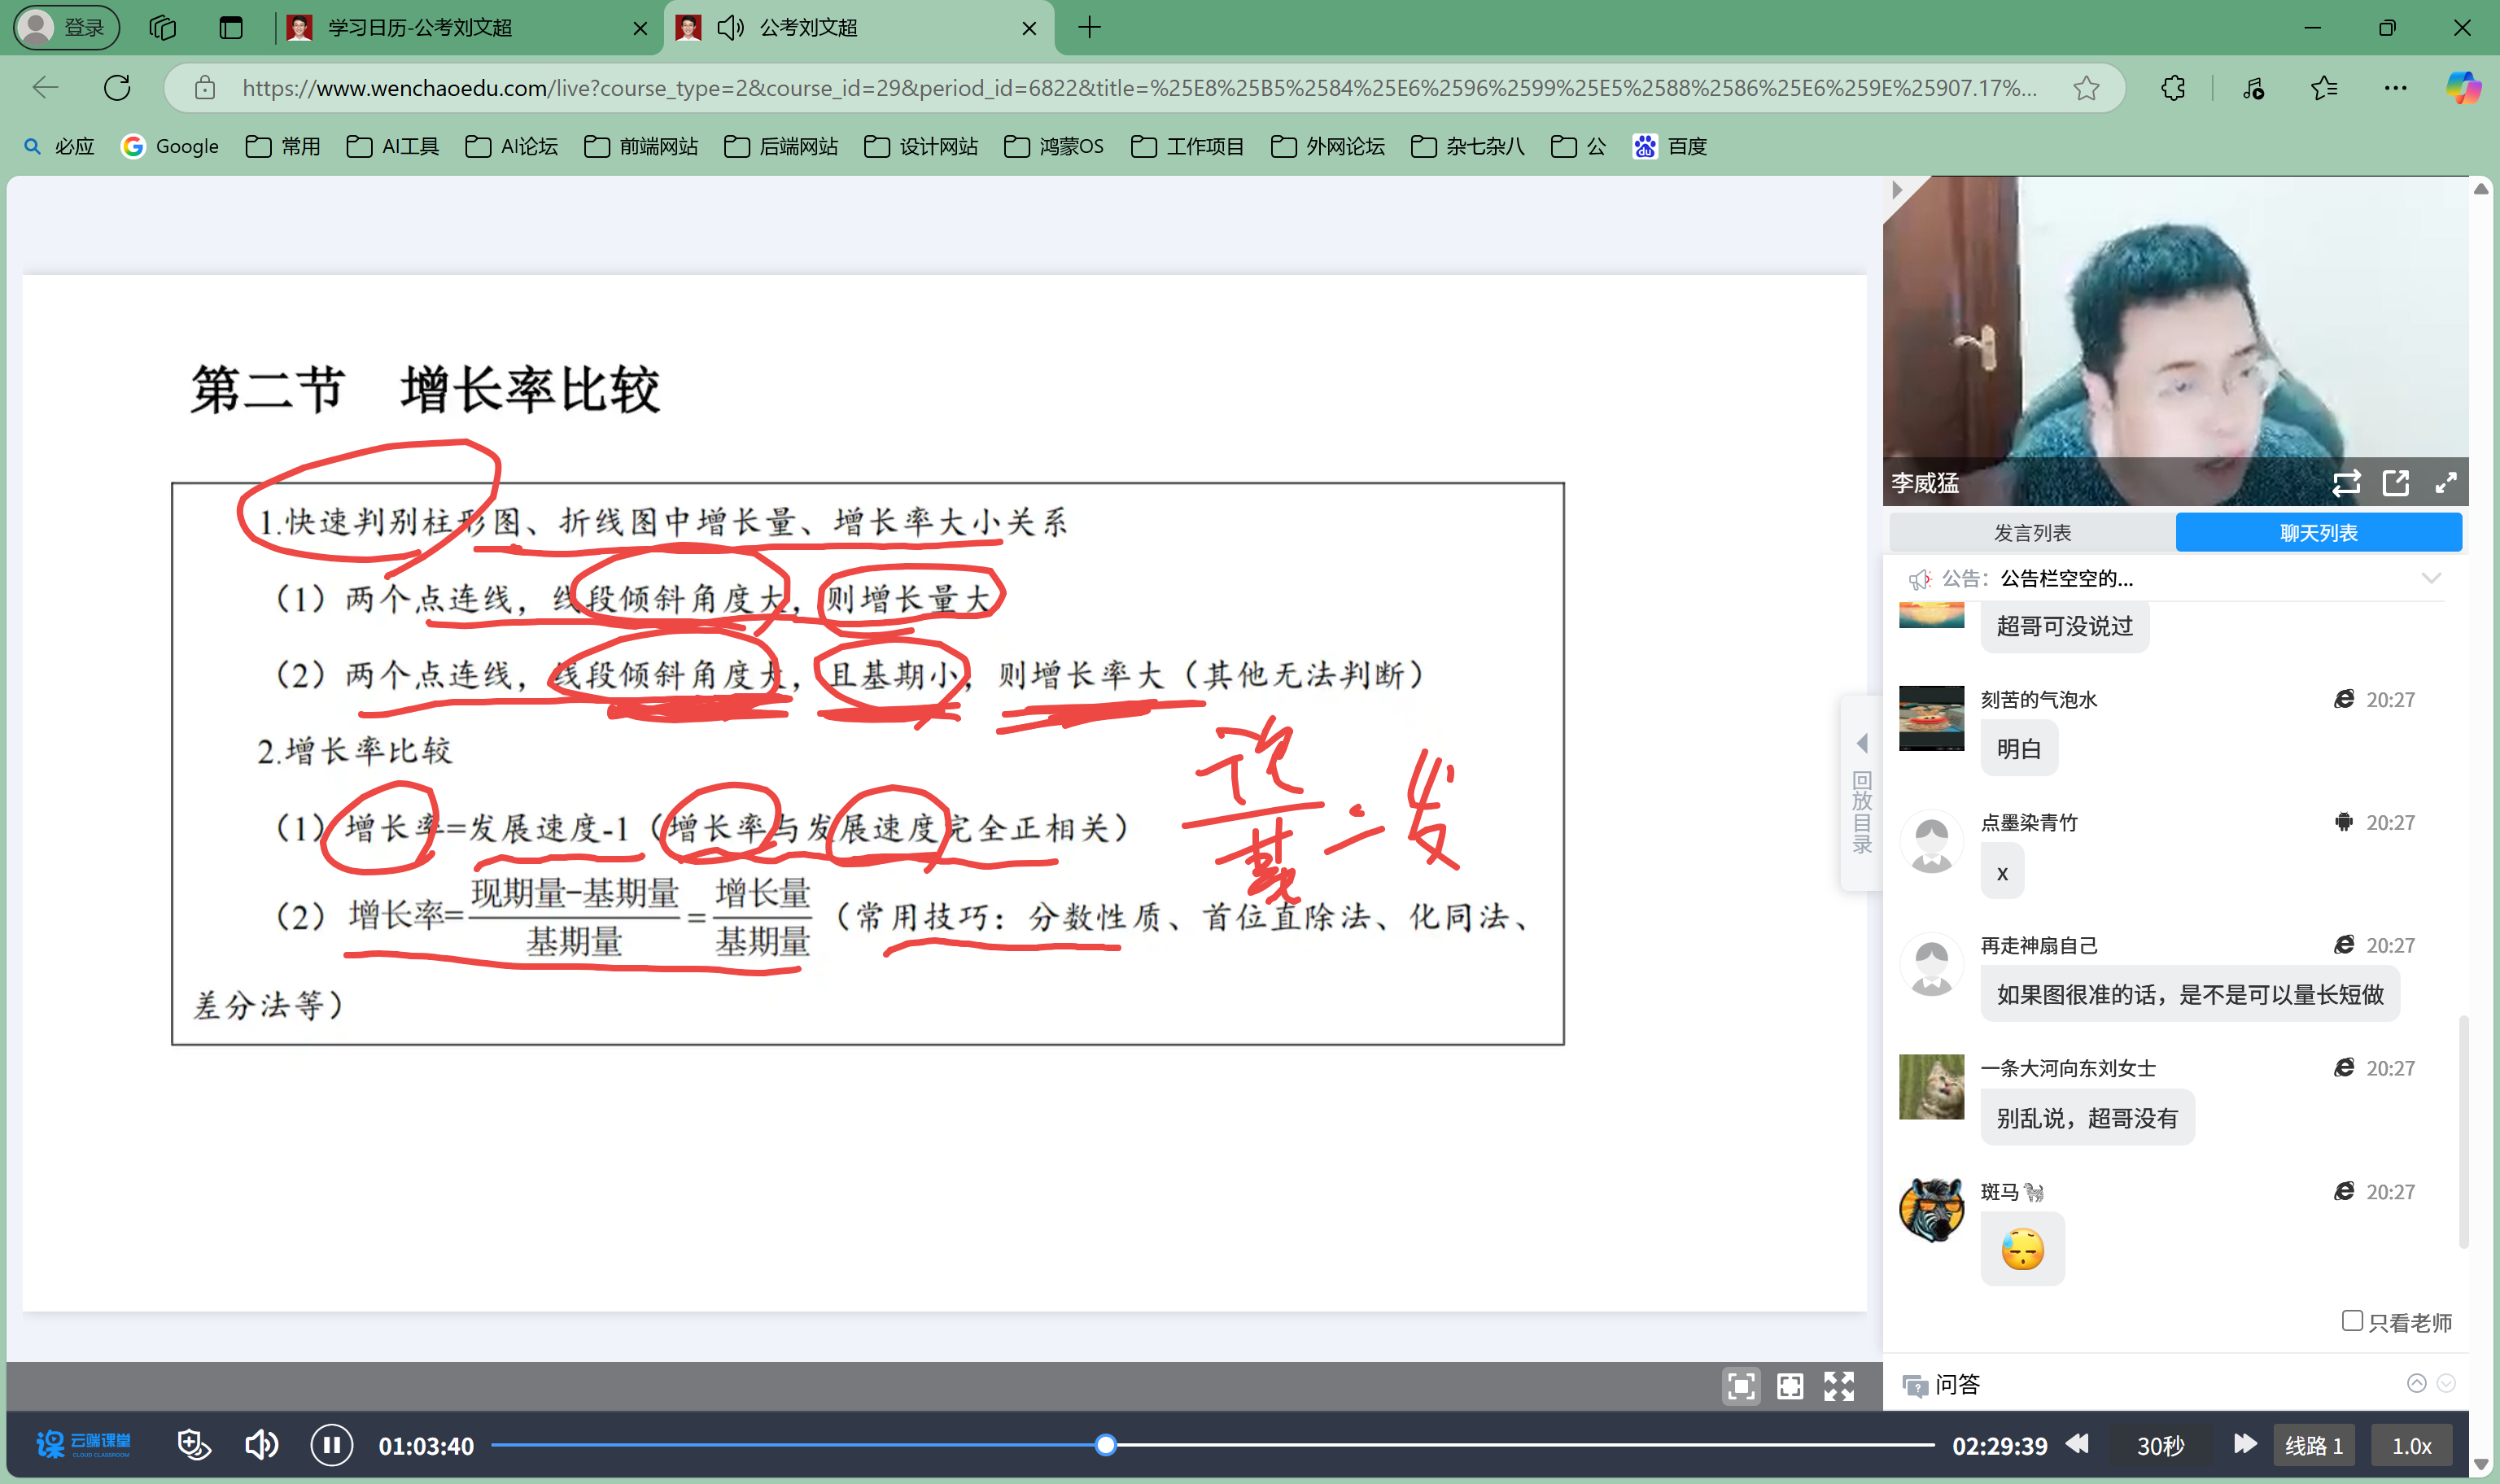 登录
学习日历-公考刘文超
公考刘文超
https://www.wenchaoedu.com/live?course_type=2&course_id=29&period_id=6822&title=%25E8%25B5%2584%25E6%2596%2599%25E5%2588%2586%25E6%259E%25907.17%...
必应 Google 常用 AI工具 AI论坛 前端网站 后端网站 设计网站 鸿蒙OS 工作项目 外网论坛 杂七杂八 公 百度
第二节 增长率比较
1.快速判别柱形图、折线图中增长量、增长率大小关系
（1）两个点连线，线段倾斜角度大，则增长量大
（2）两个点连线，线段倾斜角度大，且基期小，则增长率大（其他无法判断）
2.增长率比较
（1）增长率=发展速度-1（增长率与发展速度完全正相关）
（2）增长率=现期量-基期量/基期量=增长量/基期量（常用技巧：分数性质、首位直除法、化同法、
差分法等）
现/基=发
回放目录
李威猛
发言列表
聊天列表
公告：公告栏空空的...
超哥可没说过
刻苦的气泡水 20:27
明白
点墨染青竹 20:27
x
再走神扇自己 20:27
如果图很准的话，是不是可以量长短做
一条大河向东刘女士 20:27
别乱说，超哥没有
斑马🐅 20:27
😓
只看老师
问答
课 云端课堂
CLOUD CLASSROOM
01:03:40
02:29:39
30秒
线路 1
1.0x